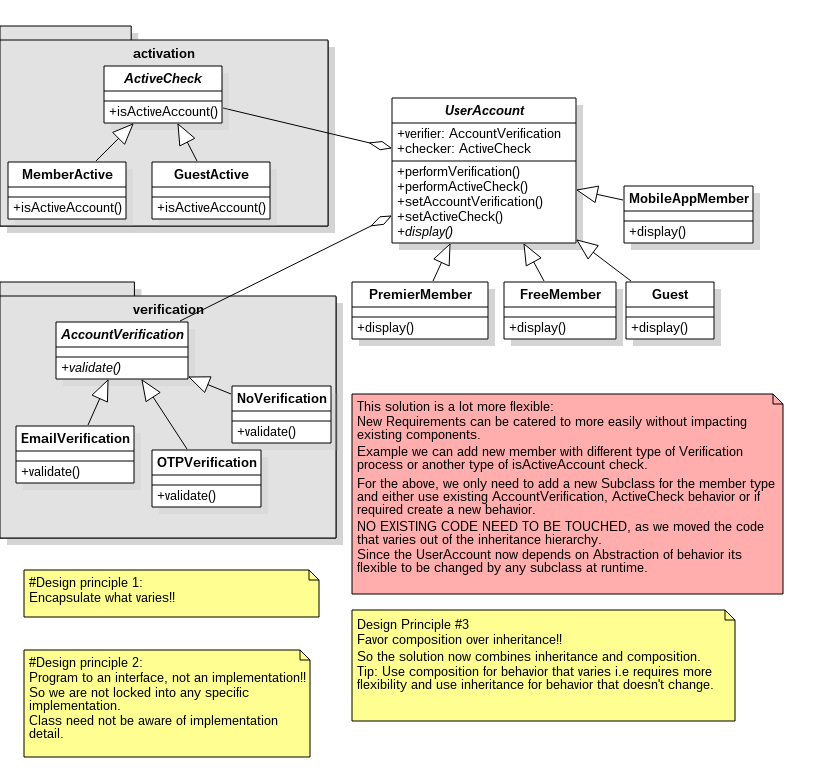 activation
ActiveCheck
+isActiveAccount()
MemberActive
+isActiveAccount()
GuestActive
+isActiveAccount()
UserAccount
+verifier: AccountVerification
+checker: ActiveCheck
+performVerification()
+performActiveCheck()
+setAccountVerification()
+setActiveCheck()
+display()
MobileAppMember
+display()
PremierMember
+display()
FreeMember
+display()
Guest
+display()
verification
AccountVerification
+validate()
NoVerification
+validate()
EmailVerification
+validate()
OTPVerification
+validate()
This solution is a lot more flexible:
New Requirements can be catered to more easily without impacting
existing components.
Example we can add new member with different type of Verification
process or another type of isActiveAccount check.
For the above, we only need to add a new Subclass for the member type
and either use existing AccountVerification, ActiveCheck behavior or if
required create a new behavior.
NO EXISTING CODE NEED TO BE TOUCHED, as we moved the code
that varies out of the inheritance hierarchy.
Since the UserAccount now depends on Abstraction of behavior its
flexible to be changed by any subclass at runtime.
#Design principle 1:
Encapsulate what varies!!
#Design principle 2:
Program to an interface, not an implementation!!
So we are not locked into any specific
implementation.
Class need not be aware of implementation
detail.
Design Principle #3
Favor composition over inheritance!!
So the solution now combines inheritance and composition.
Tip: Use composition for behavior that varies i.e requires more
flexibility and use inheritance for behavior that doesn't change.